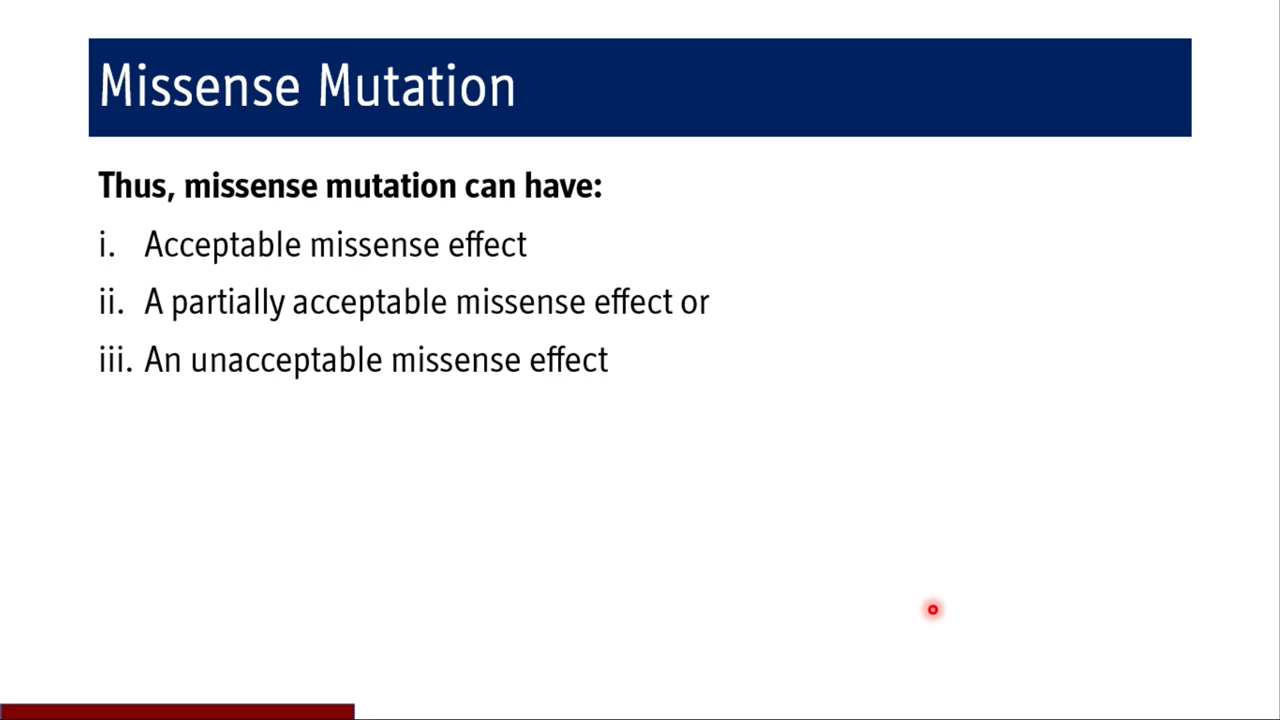 Missense Mutation
Thus, missense mutation can have:
i. Acceptable missense effect
ii. A partially acceptable missense effect or
iii. An unacceptable missense effect